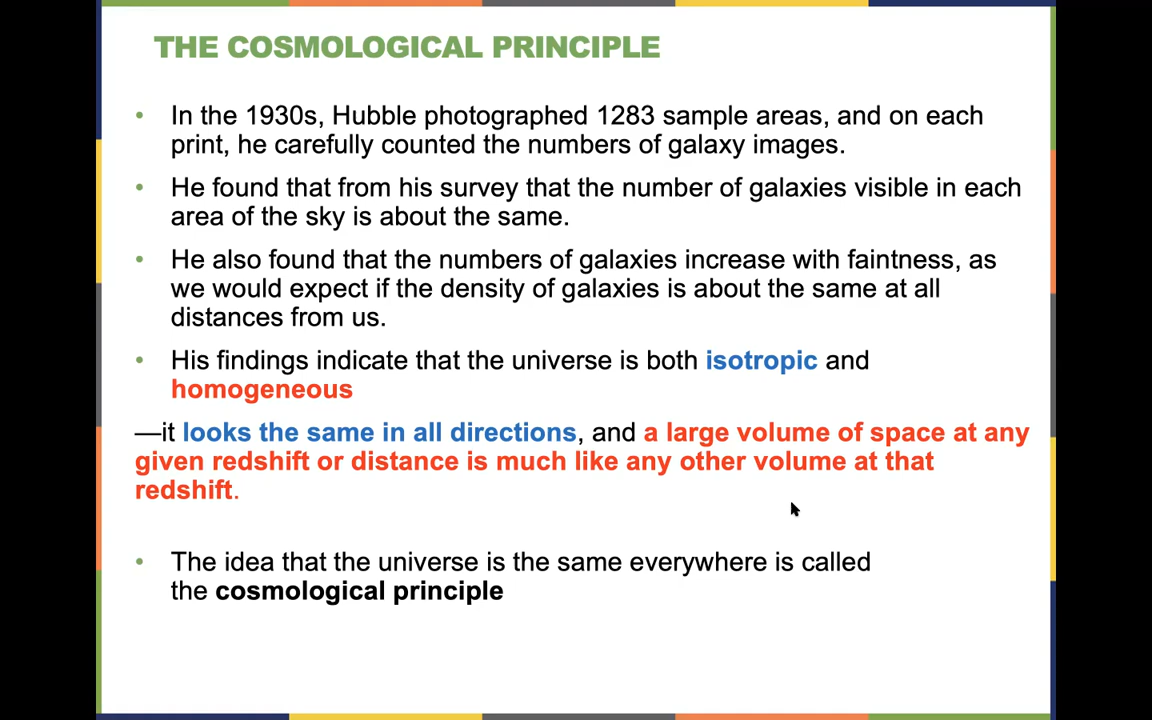 THE COSMOLOGICAL PRINCIPLE
• In the 1930s, Hubble photographed 1283 sample areas, and on each
print, he carefully counted the numbers of galaxy images.
• He found that from his survey that the number of galaxies visible in each
area of the sky is about the same.
• He also found that the numbers of galaxies increase with faintness, as
we would expect if the density of galaxies is about the same at all
distances from us.
• His findings indicate that the universe is both isotropic and
homogeneous
—it looks the same in all directions, and a large volume of space at any
given redshift or distance is much like any other volume at that
redshift.
• The idea that the universe is the same everywhere is called
the cosmological principle